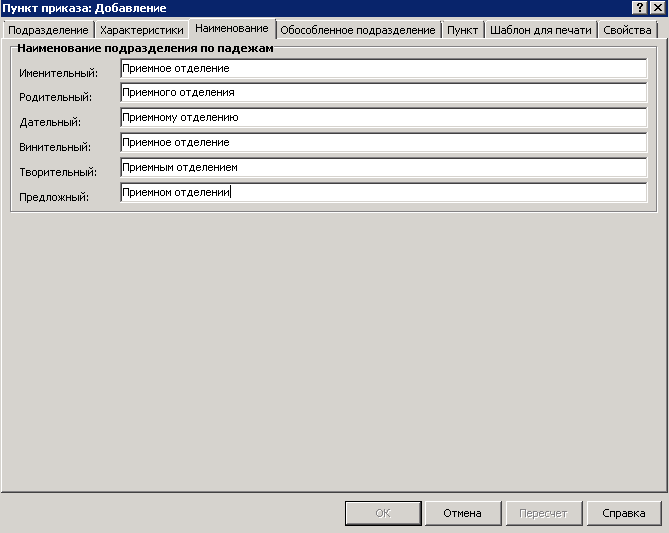 Пункт приказа: Добавление
Подразделение Характеристики Наименование Обособленное подразделение Пункт Шаблон для печати Свойства
Наименование подразделения по падежам
Именительный: Приемное отделение
Родительный: Приемного отделения
Дательный: Приемному отделению
Винительный: Приемное отделение
Творительный: Приемным отделением
Предложный: Приемном отделении
ОК Отмена Пересчет Справка